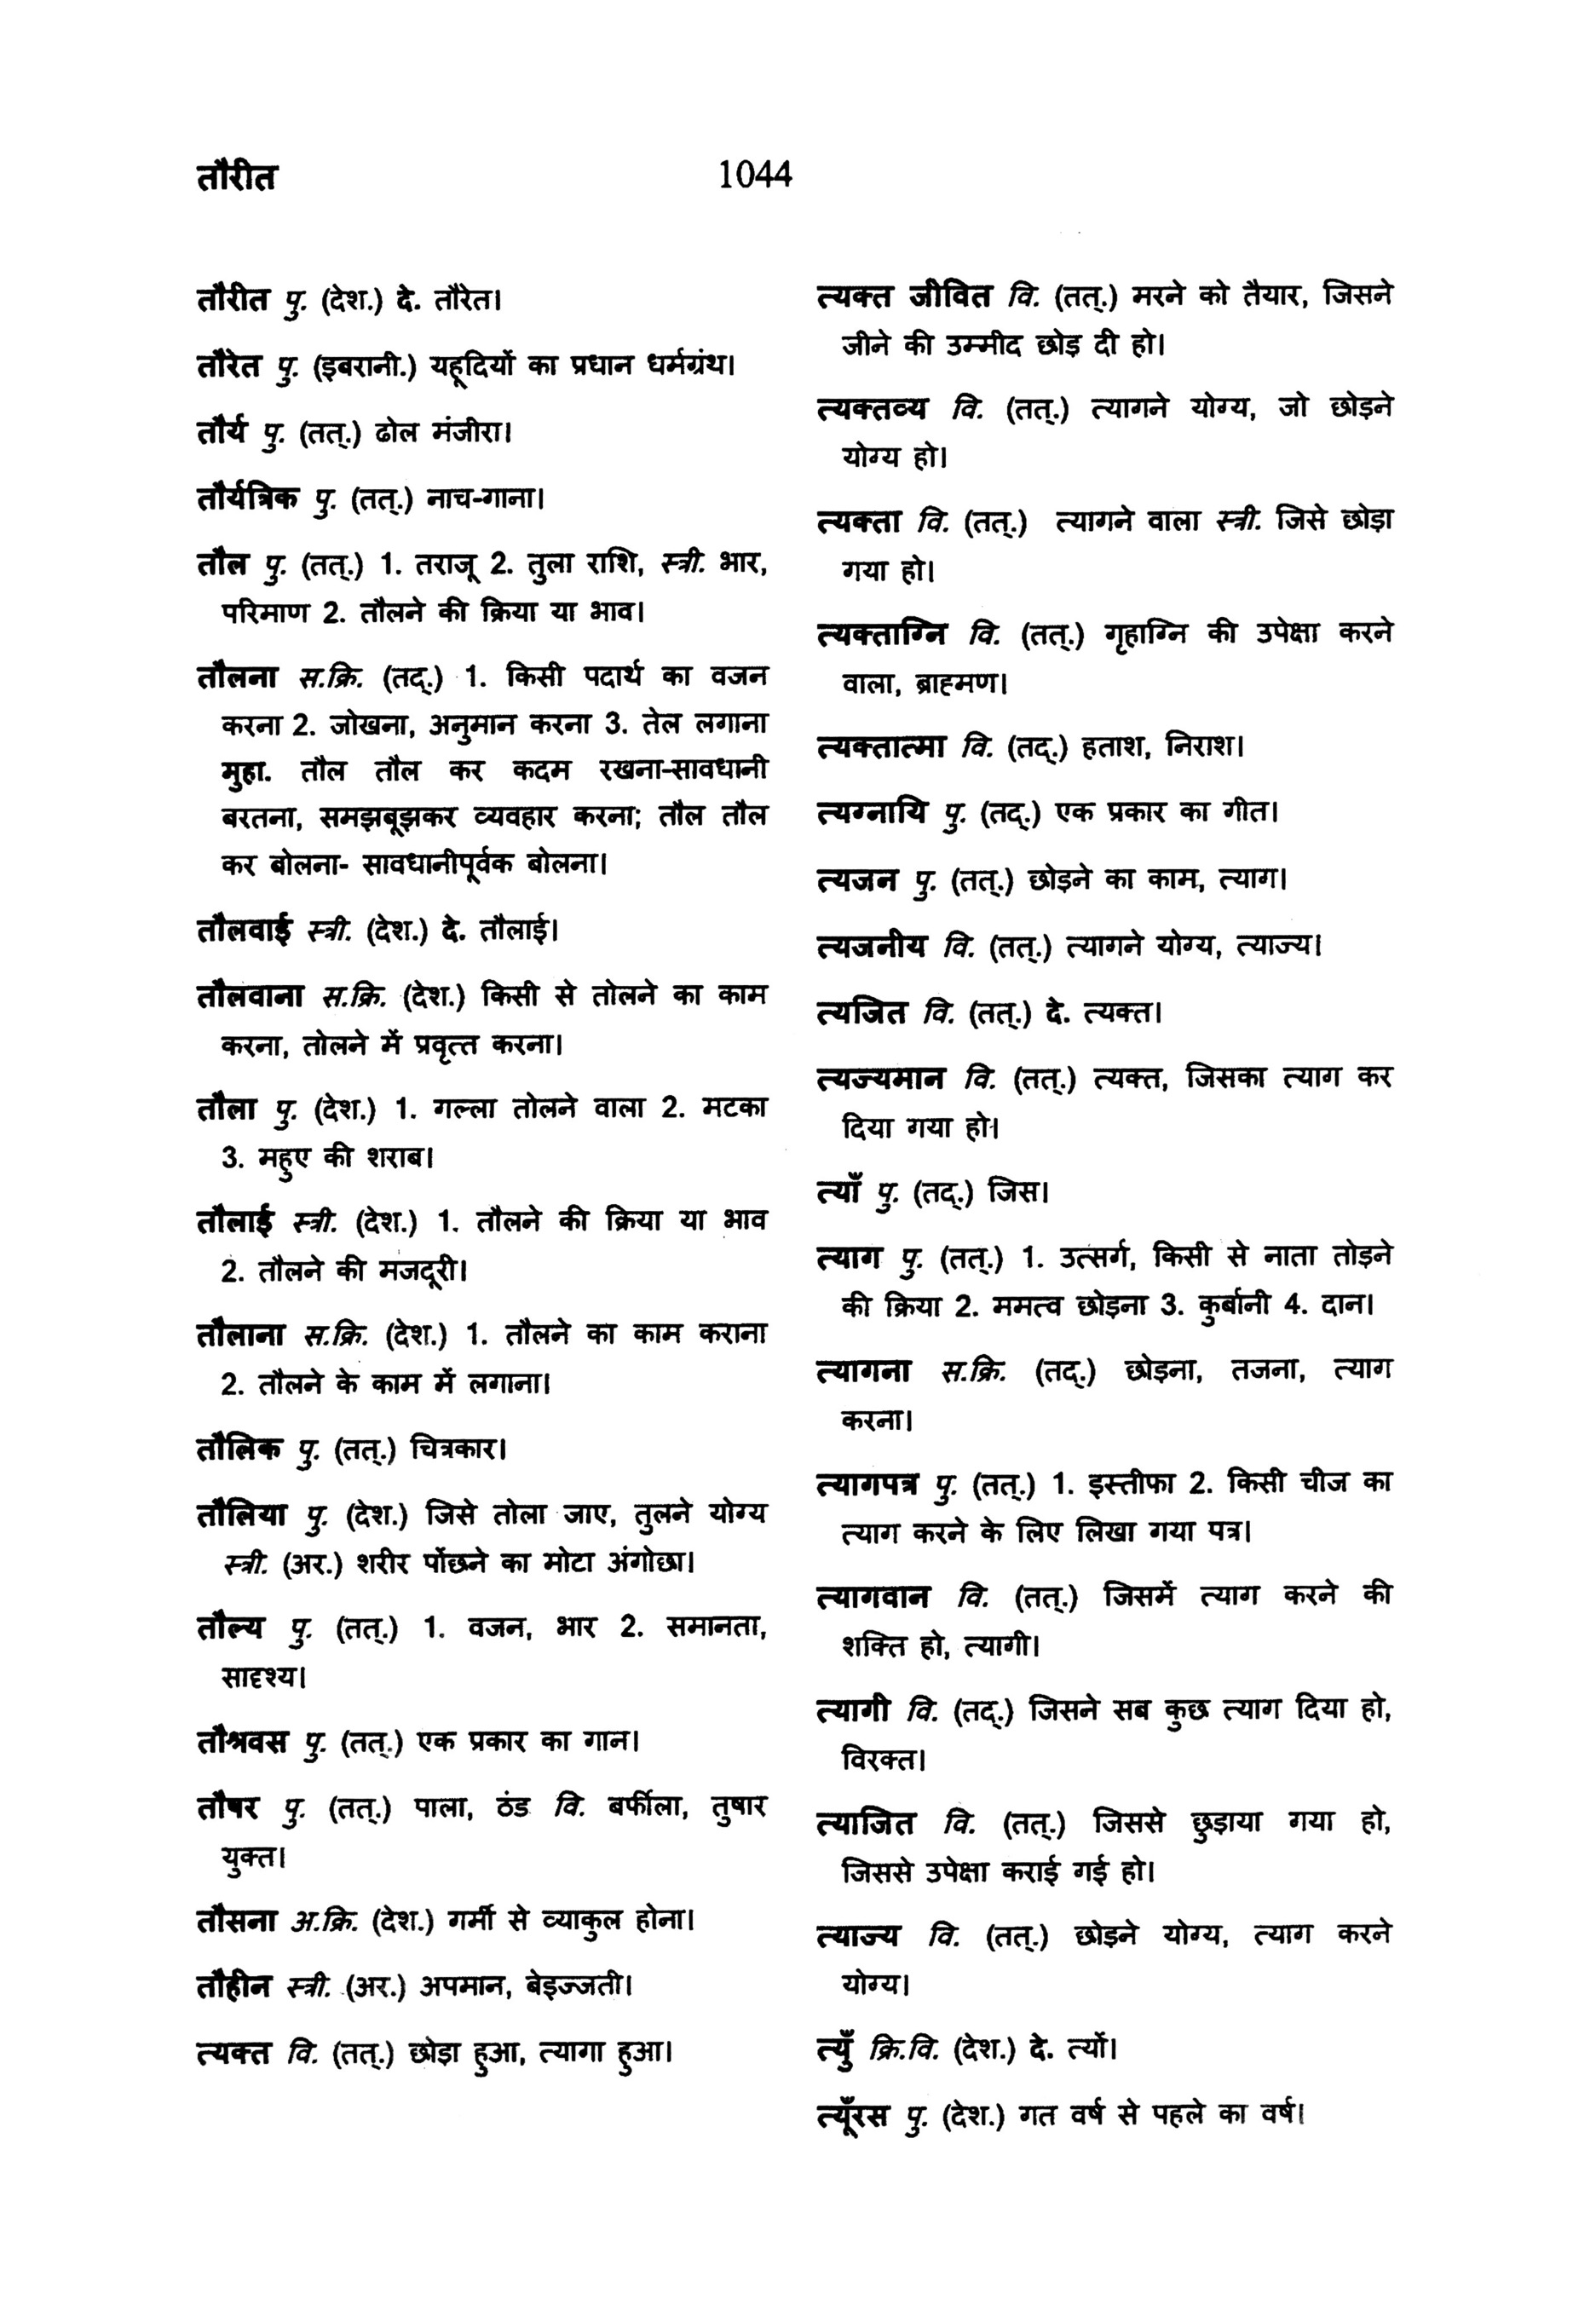 तौरीत
1044
तौरीत पु. (देश.) दे. तौरेत।
तौरेत पु. (इबरानी.) यहूदियों का प्रधान धर्मग्रंथ।
तौर्य पु. (तत्.) ढोल मंजीरा।
तौर्यत्रिक पु. (तत्.) नाच-गाना।
तौल पु. (तत्.) 1. तराजू 2. तुला राशि, स्त्री. भार,
परिमाण 2. तौलने की क्रिया या भाव।
तौलना स.क्रि. (तद्.) 1. किसी पदार्थ का वजन
करना 2. जोखना, अनुमान करना 3. तेल लगाना
मुहा. तौल तौल कर कदम रखना-सावधानी
बरतना, समझबूझकर व्यवहार करना; तौल तौल
कर बोलना- सावधानीपूर्वक बोलना।
तौलवाई स्त्री. (देश.) दे. तौलाई।
तौलवाना स.क्रि. (देश.) किसी से तोलने का काम
करना, तोलने में प्रवृत्त करना।
तौला पु. (देश.) 1. गल्ला तोलने वाला 2. मटका
3. महुए की शराब।
तौलाई स्त्री. (देश.) 1. तौलने की क्रिया या भाव
2. तौलने की मजदूरी।
तौलाना स.क्रि. (देश.) 1. तौलने का काम कराना
2. तौलने के काम में लगाना।
तौलिक पु. (तत्.) चित्रकार।
तौलिया पु. (देश.) जिसे तोला जाए, तुलने योग्य
स्त्री. (अर.) शरीर पोंछने का मोटा अंगोछा।
तौल्य पु. (तत्.) 1. वजन, भार 2. समानता,
सादृश्य।
तौश्रवस पु. (तत्.) एक प्रकार का गान।
तौषर पु. (तत्.) पाला, ठंड वि. बर्फीला, तुषार
युक्त।
तौसना अ.क्रि. (देश.) गर्मी से व्याकुल होना।
तौहीन स्त्री. (अर.) अपमान, बेइज्जती।
त्यक्त वि. (तत्.) छोड़ा हुआ, त्यागा हुआ।
त्यक्त जीवित वि. (तत्.) मरने को तैयार, जिसने
जीने की उम्मीद छोड़ दी हो।
त्यक्तव्य वि. (तत्.) त्यागने योग्य, जो छोड़ने
योग्य हो।
त्यक्ता वि. (तत्.) त्यागने वाला स्त्री. जिसे छोड़ा
गया हो।
त्यक्ताग्नि वि. (तत्.) गृहाग्नि की उपेक्षा करने
वाला, ब्राह्मण।
त्यक्तात्मा वि. (तद्.) हताश, निराश।
त्यग्नायि पु. (तद्.) एक प्रकार का गीत।
त्यजन पु. (तत्.) छोड़ने का काम, त्याग।
त्यजनीय वि. (तत्.) त्यागने योग्य, त्याज्य।
त्यजित वि. (तत्.) दे. त्यक्त।
त्यज्यमान वि. (तत्.) त्यक्त, जिसका त्याग कर
दिया गया हो।
त्याँ पु. (तद्.) जिस।
त्याग पु. (तत्.) 1. उत्सर्ग, किसी से नाता तोड़ने
की क्रिया 2. ममत्व छोड़ना 3. कुर्बानी 4. दान।
त्यागना स.क्रि. (तद्.) छोड़ना, तजना, त्याग
करना।
त्यागपत्र पु. (तत्.) 1. इस्तीफा 2. किसी चीज का
त्याग करने के लिए लिखा गया पत्र।
त्यागवान वि. (तत्.) जिसमें त्याग करने की
शक्ति हो, त्यागी।
त्यागी वि. (तद्.) जिसने सब कुछ त्याग दिया हो,
विरक्त।
त्याजित वि. (तत्.) जिससे छुड़ाया गया हो,
जिससे उपेक्षा कराई गई हो।
त्याज्य वि. (तत्.) छोड़ने योग्य, त्याग करने
योग्य।
त्युँ क्रि.वि. (देश.) दे. त्यों।
त्यूँरस पु. (देश.) गत वर्ष से पहले का वर्ष।